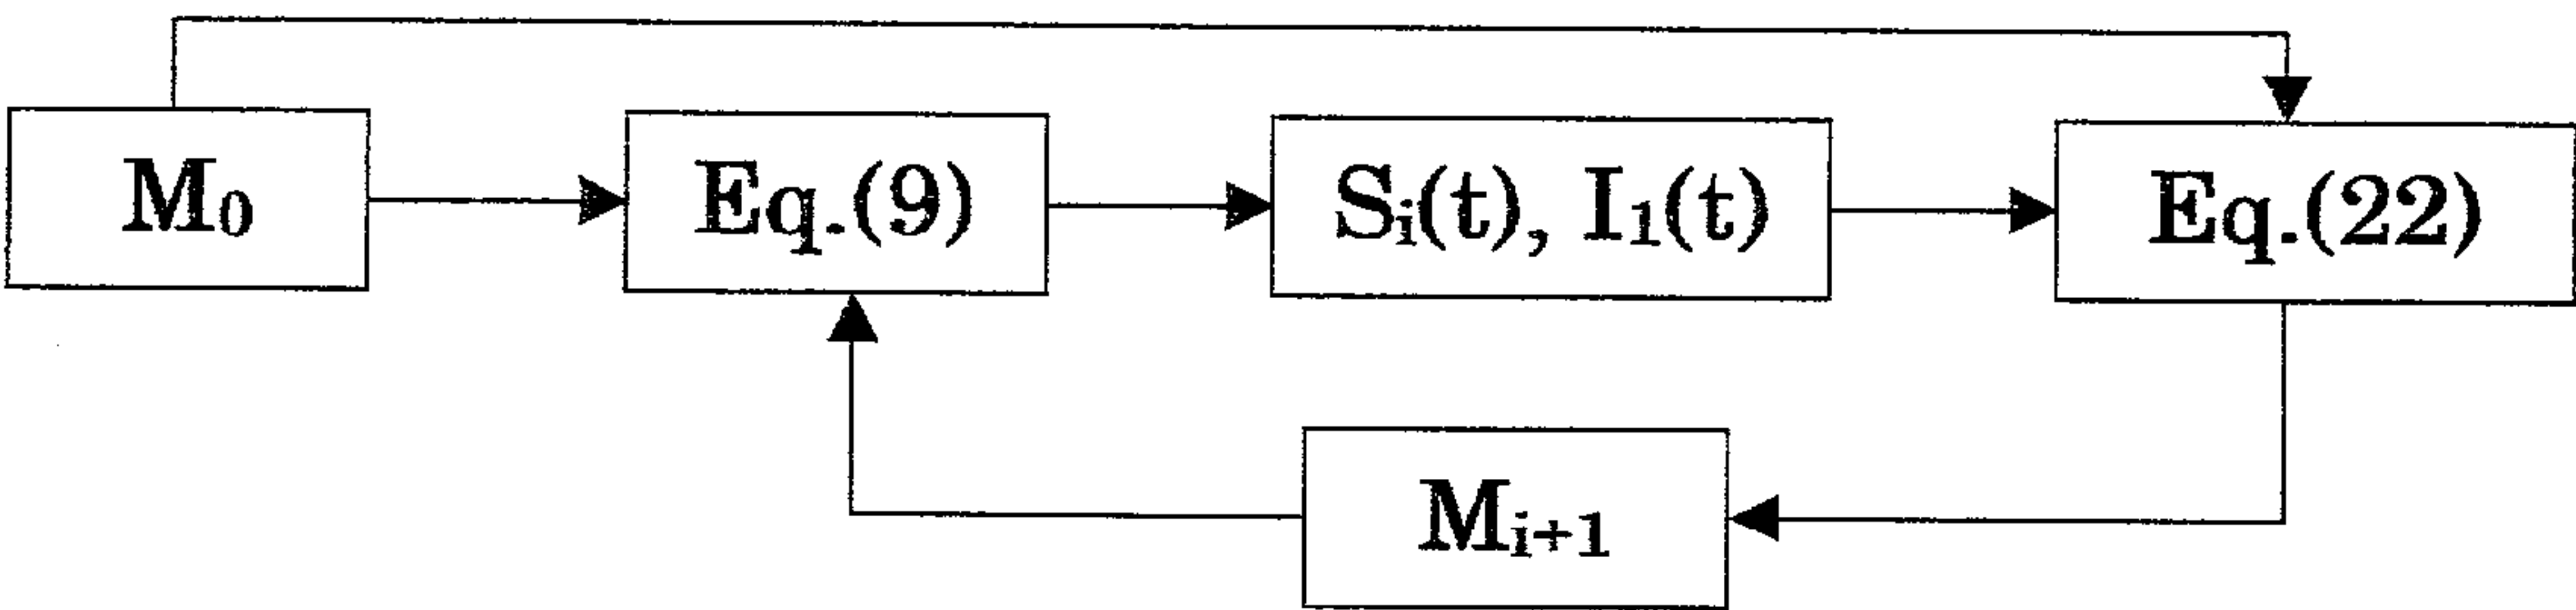 M₀ Eq.(9) Sᵢ(t), I₁(t) Eq.(22)
Mᵢ₊₁